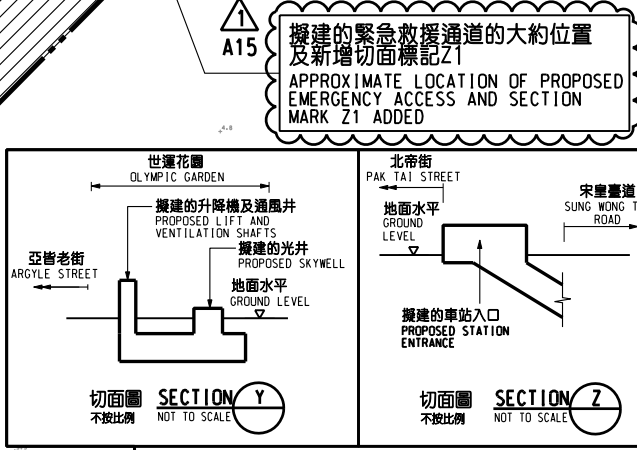 1
A15
擬建的緊急救援通道的大約位置
及新增切面標記Z1
APPROXIMATE LOCATION OF PROPOSED
EMERGENCY ACCESS AND SECTION
MARK Z1 ADDED
世運花園
OLYMPIC GARDEN
擬建的升降機及通風井
PROPOSED LIFT AND
VENTILATION SHAFTS
擬建的光井
PROPOSED SKYWELL
亞皆老街
ARGYLE STREET
地面水平
GROUND LEVEL
切面圖 SECTION Y
不按比例 NOT TO SCALE
北帝街
PAK TAI STREET
宋皇臺道
SUNG WONG T
ROAD
地面水平
GROUND
LEVEL
擬建的車站入口
PROPOSED STATION
ENTRANCE
切面圖 SECTION Z
不按比例 NOT TO SCALE